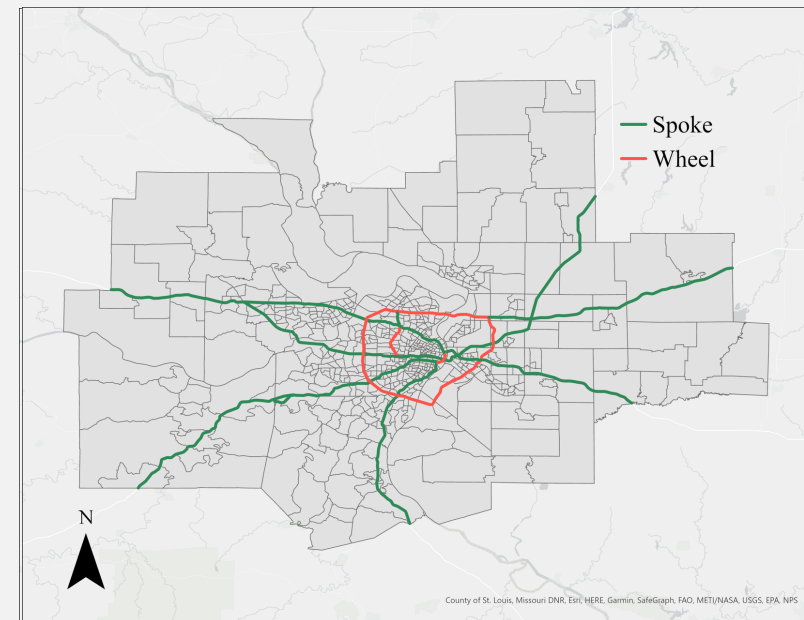 Spoke
Wheel
N
County of St. Louis, Missouri DNR, Esri, HERE, Garmin, SafeGraph, FAO, METI/NASA, USGS, EPA, NPS